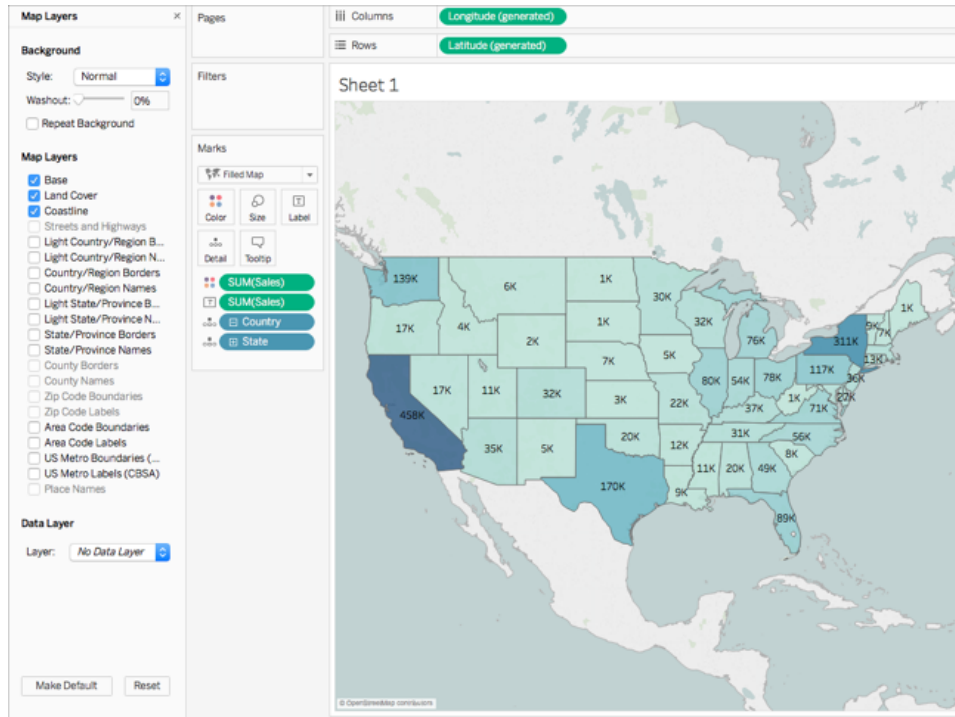 Map Layers ×
Background
Style: Normal
Washout: 0%
Repeat Background
Map Layers
Base
Land Cover
Coastline
Streets and Highways
Light Country/Region B...
Light Country/Region N...
Country/Region Borders
Country/Region Names
Light State/Province B...
Light State/Province N...
State/Province Borders
State/Province Names
County Borders
County Names
Zip Code Boundaries
Zip Code Labels
Area Code Boundaries
Area Code Labels
US Metro Boundaries (...
US Metro Labels (CBSA)
Place Names
Data Layer
Layer: No Data Layer
Make Default Reset
Pages
Filters
Marks
Filled Map
Color Size Label
Detail Tooltip
SUM(Sales)
SUM(Sales)
Country
State
Columns Longitude (generated)
Rows Latitude (generated)
Sheet 1
139K 6K 1K 30K 1K
17K 4K 1K 32K 76K 311K 9K 7K
2K 5K 13K
7K 117K 36K
17K 11K 32K 3K 80K 54K 78K 27K
458K 22K 37K 1K 71K
35K 5K 20K 12K 31K 56K
8K
170K 9K 11K 20K 49K
89K
© OpenStreetMap contributors